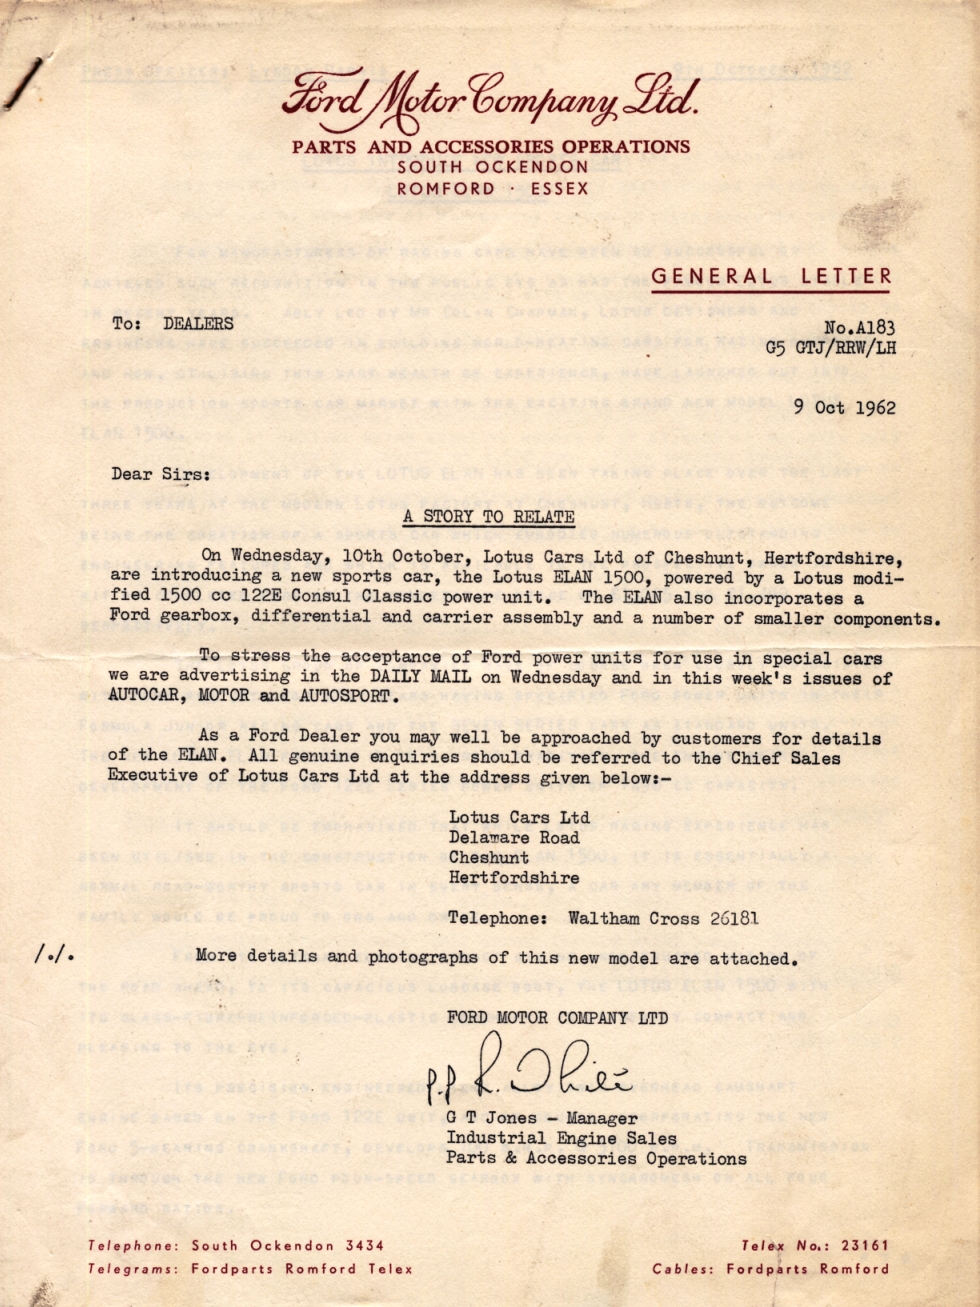 Ford Motor Company Ltd.
PARTS AND ACCESSORIES OPERATIONS
SOUTH OCKENDON
ROMFORD · ESSEX
GENERAL LETTER
To: DEALERS
No.A183
G5 GTJ/RRW/LH
9 Oct 1962
Dear Sirs:
A STORY TO RELATE
On Wednesday, 10th October, Lotus Cars Ltd of Cheshunt, Hertfordshire,
are introducing a new sports car, the Lotus ELAN 1500, powered by a Lotus modi-
fied 1500 cc 122E Consul Classic power unit. The ELAN also incorporates a
Ford gearbox, differential and carrier assembly and a number of smaller components.
To stress the acceptance of Ford power units for use in special cars
we are advertising in the DAILY MAIL on Wednesday and in this week's issues of
AUTOCAR, MOTOR and AUTOSPORT.
As a Ford Dealer you may well be approached by customers for details
of the ELAN. All genuine enquiries should be referred to the Chief Sales
Executive of Lotus Cars Ltd at the address given below:-
Lotus Cars Ltd
Delaware Road
Cheshunt
Hertfordshire
Telephone: Waltham Cross 26181
/./. More details and photographs of this new model are attached.
FORD MOTOR COMPANY LTD
p.p R. White
G T Jones - Manager
Industrial Engine Sales
Parts & Accessories Operations
Telephone: South Ockendon 3434
Telex No.: 23161
Telegrams: Fordparts Romford Telex
Cables: Fordparts Romford